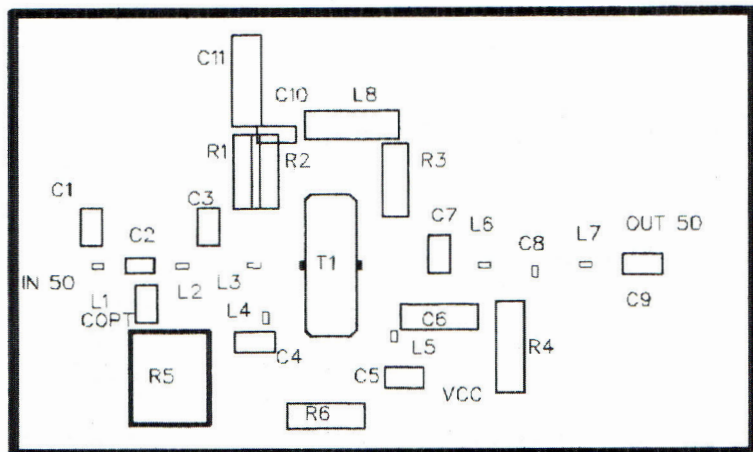 C11
C10 L8
R1 R2 R3
C1 C3
C2 C7 L6 OUT 50
C8 L7
IN 50 L1 L2 L3 T1
C9
COPT L4 C6
R5 C4 L5 R4
C5 VCC
R6